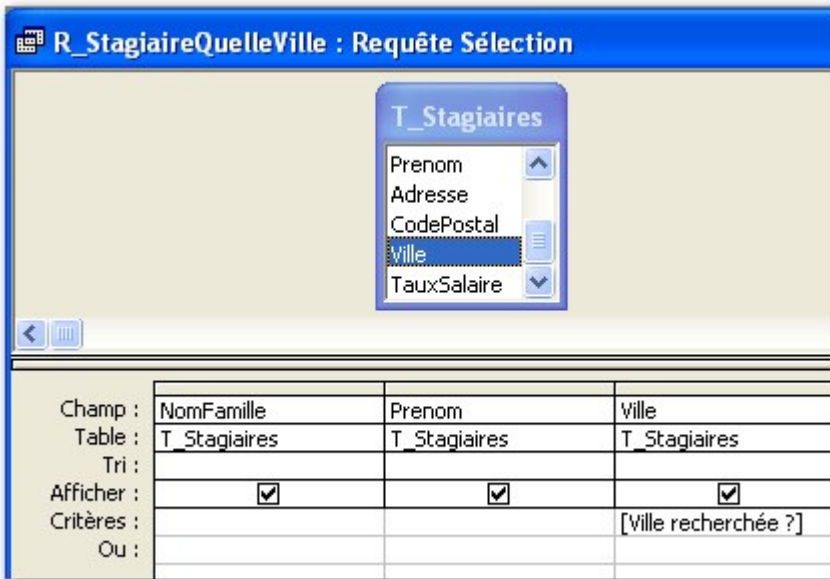 R_StagiaireQuelleVille : Requête Sélection
T_Stagiaires
Prenom
Adresse
CodePostal
Ville
TauxSalaire
Champ : NomFamille Prenom Ville
Table : T_Stagiaires T_Stagiaires T_Stagiaires
Tri :
Afficher :
Critères : [Ville recherchée ?]
Ou :